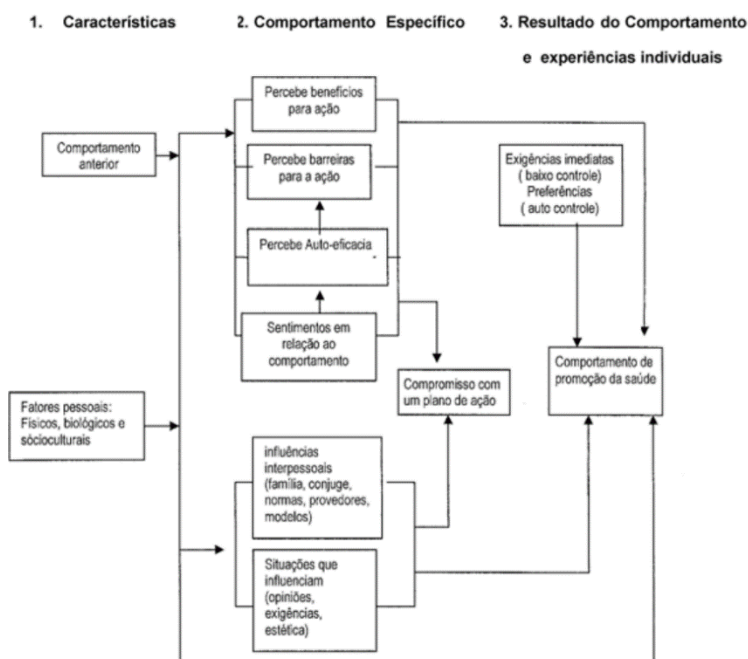 1. Características
2. Comportamento Específico
3. Resultado do Comportamento
e experiências individuais
Percebe benefícios
para ação
Comportamento
anterior
Percebe barreiras
para a ação
Exigências imediatas
( baixo controle)
Preferências
( auto controle)
Percebe Auto-eficacia
Sentimentos em
relação ao
comportamento
Comportamento de
promoção da saúde
Compromisso com
um plano de ação
Fatores pessoais:
Físicos, biológicos e
sócioculturais
influências
interpessoais
(família, conjuge,
normas, provedores,
modelos)
Situações que
influenciam
(opiniões,
exigências,
estética)